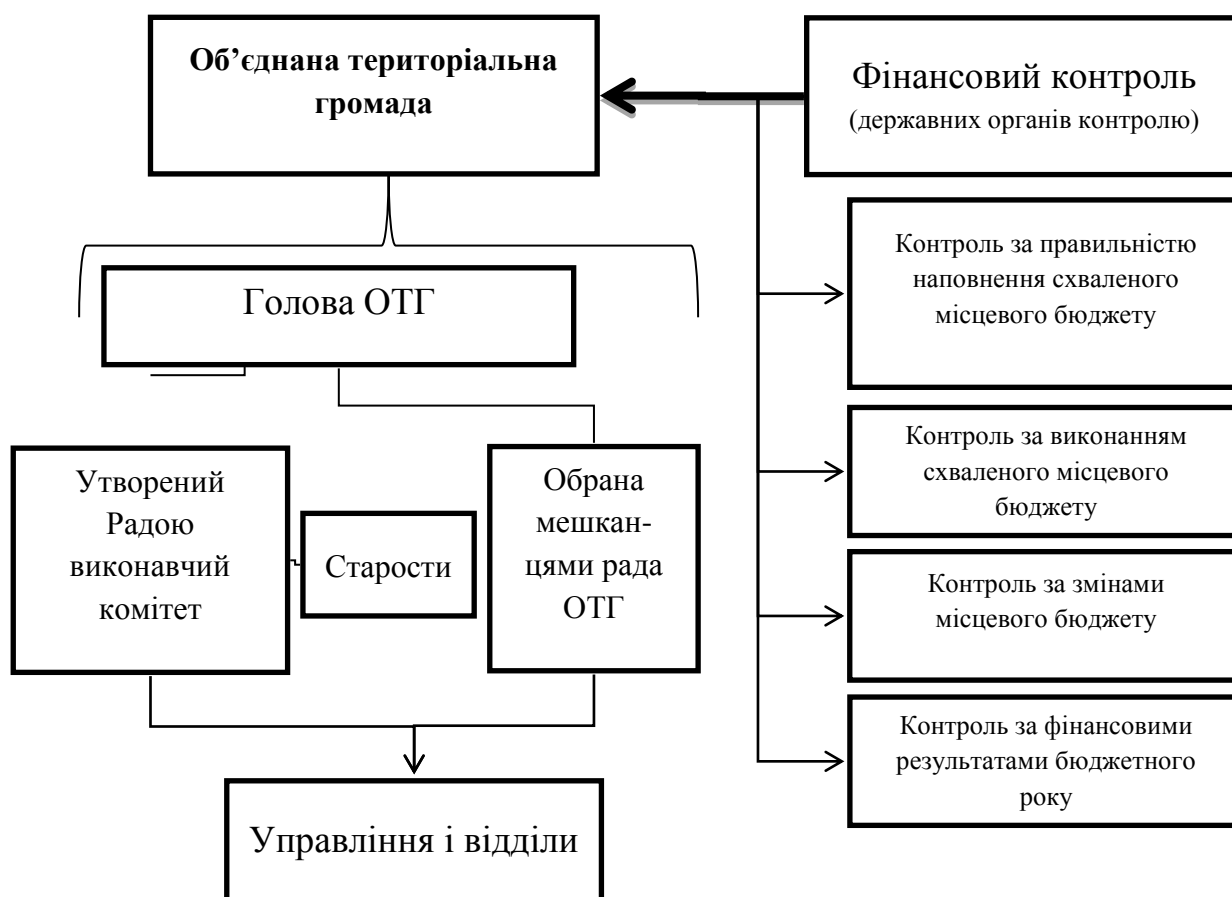 Об’єднана територіальна
громада
Фінансовий контроль
(державних органів контролю)
Голова ОТГ
Утворений
Радою
виконавчий
комітет
Старости
Обрана
мешкан-
цями рада
ОТГ
Управління і відділи
Контроль за правильністю
наповнення схваленого
місцевого бюджету
Контроль за виконанням
схваленого місцевого
бюджету
Контроль за змінами
місцевого бюджету
Контроль за фінансовими
результатами бюджетного
року